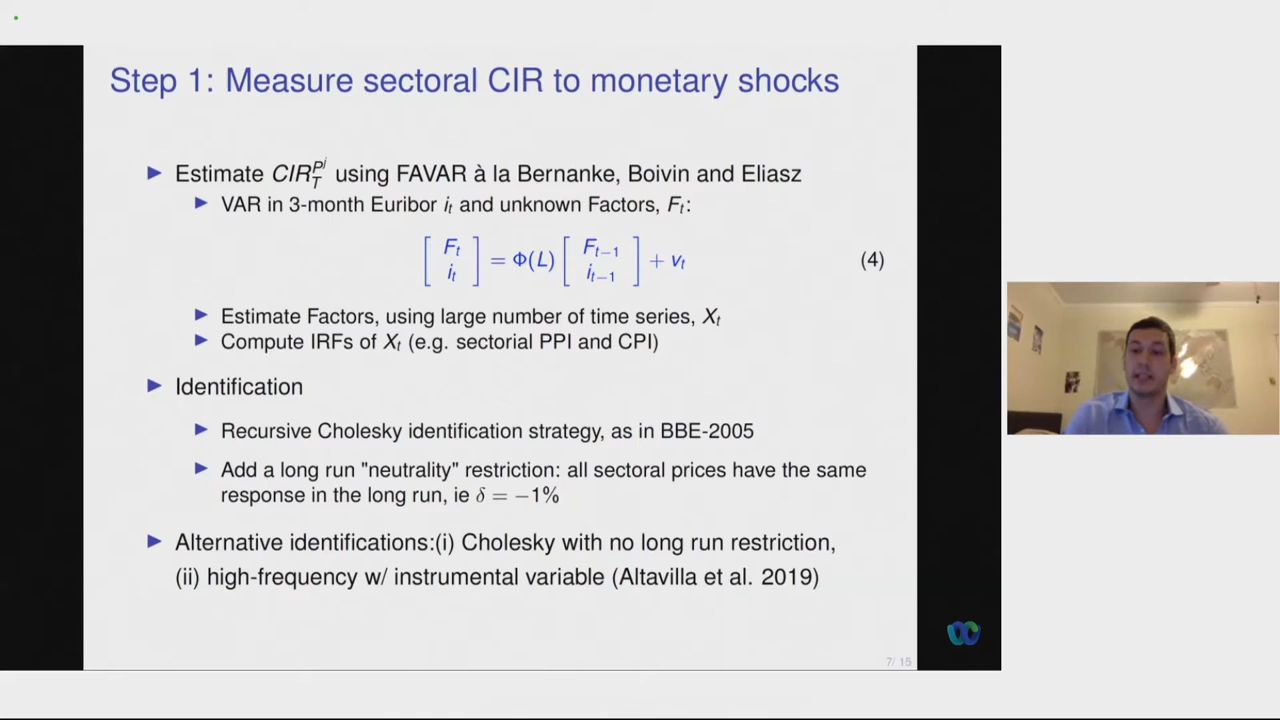 Step 1: Measure sectoral CIR to monetary shocks
▶ Estimate CIR_T^{P^j} using FAVAR à la Bernanke, Boivin and Eliasz
▶ VAR in 3-month Euribor i_t and unknown Factors, F_t:
[ F_t i_t ] = Φ(L) [ F_{t−1} i_{t−1} ] + v_t (4)
▶ Estimate Factors, using large number of time series, X_t
▶ Compute IRFs of X_t (e.g. sectorial PPI and CPI)
▶ Identification
▶ Recursive Cholesky identification strategy, as in BBE-2005
▶ Add a long run "neutrality" restriction: all sectoral prices have the same
response in the long run, ie δ = −1%
▶ Alternative identifications:(i) Cholesky with no long run restriction,
(ii) high-frequency w/ instrumental variable (Altavilla et al. 2019)
7/ 15